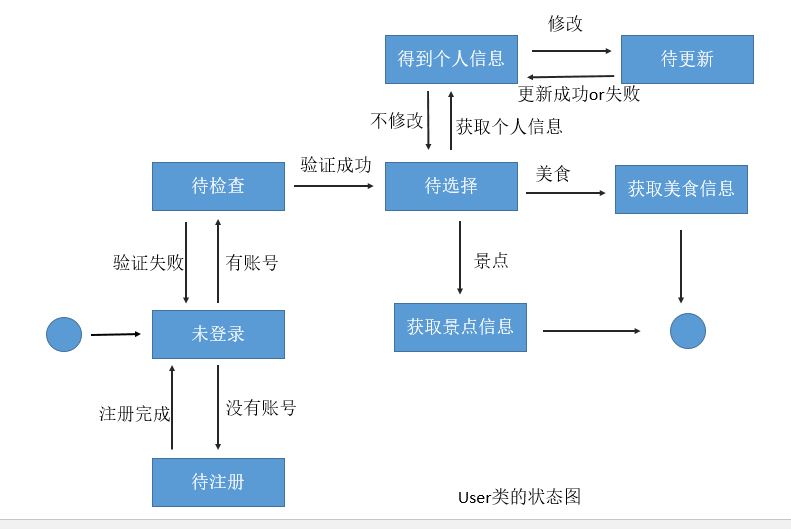 修改
得到个人信息
待更新
更新成功or失败
不修改
获取个人信息
验证成功
美食
待检查
待选择
获取美食信息
验证失败
有账号
景点
未登录
获取景点信息
注册完成
没有账号
待注册
User类的状态图